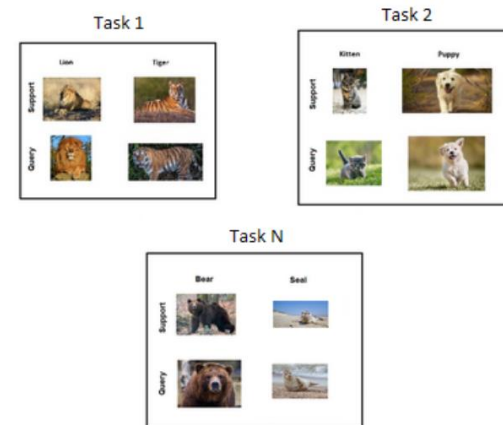 Task 1
Lion Tiger
Support
Query
Task 2
Kitten Puppy
Support
Query
Task N
Bear Seal
Support
Query